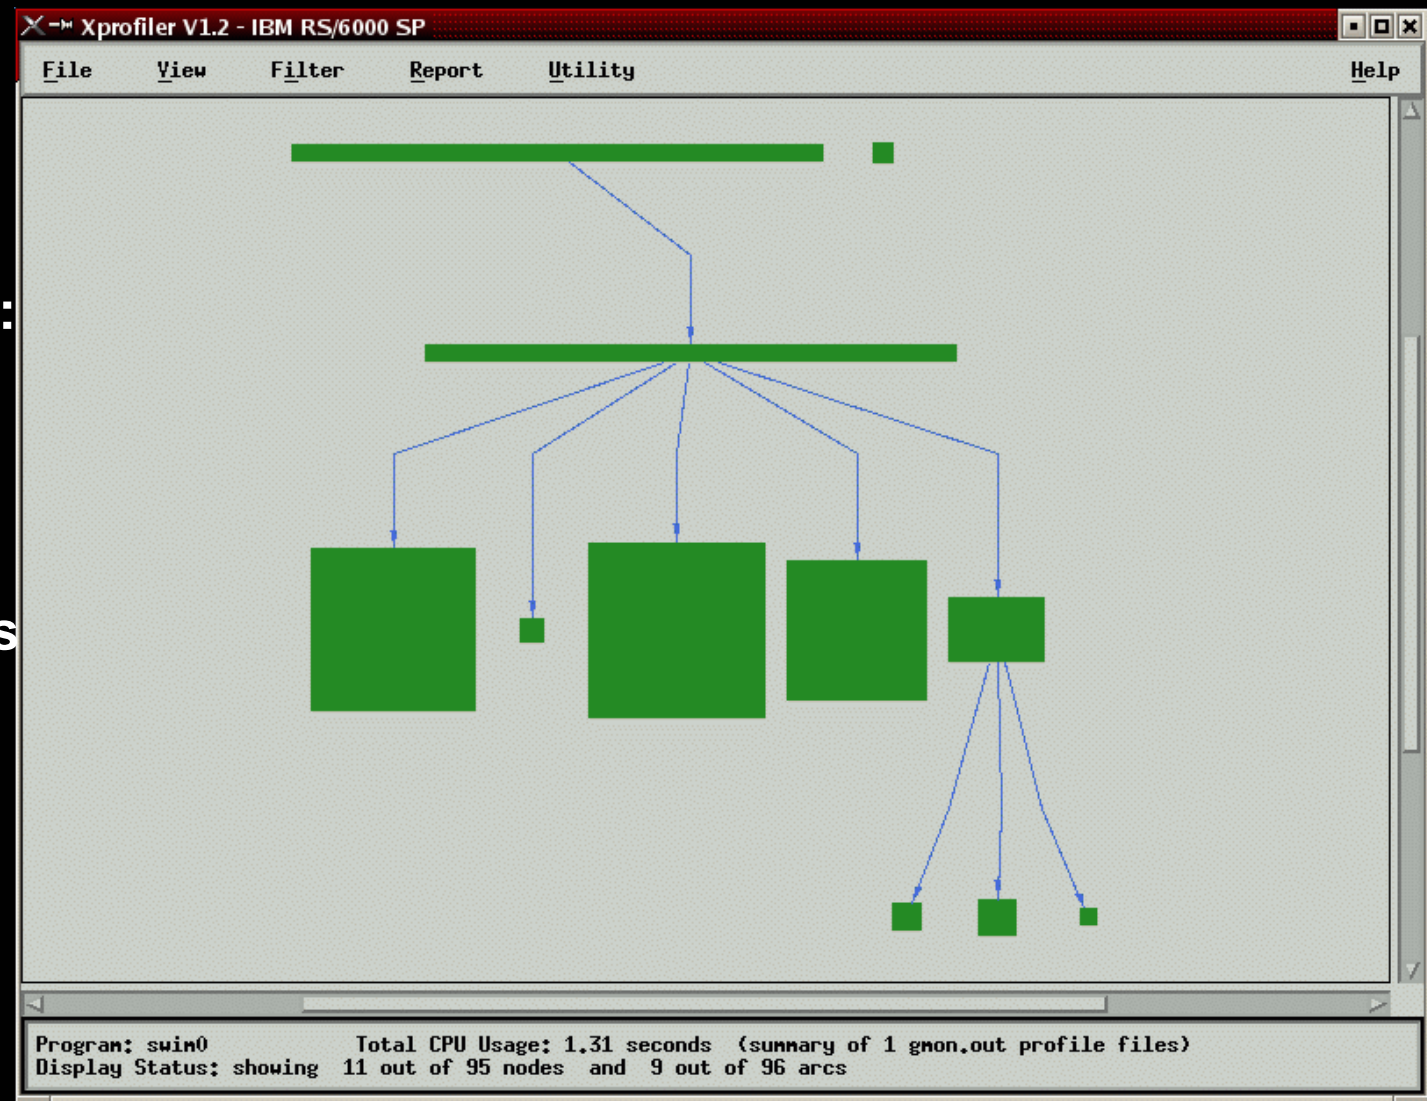 Xprofiler V1.2 - IBM RS/6000 SP
File View Filter Report Utility Help
:
s
Program: swim0 Total CPU Usage: 1.31 seconds (summary of 1 gmon.out profile files)
Display Status: showing 11 out of 95 nodes and 9 out of 96 arcs